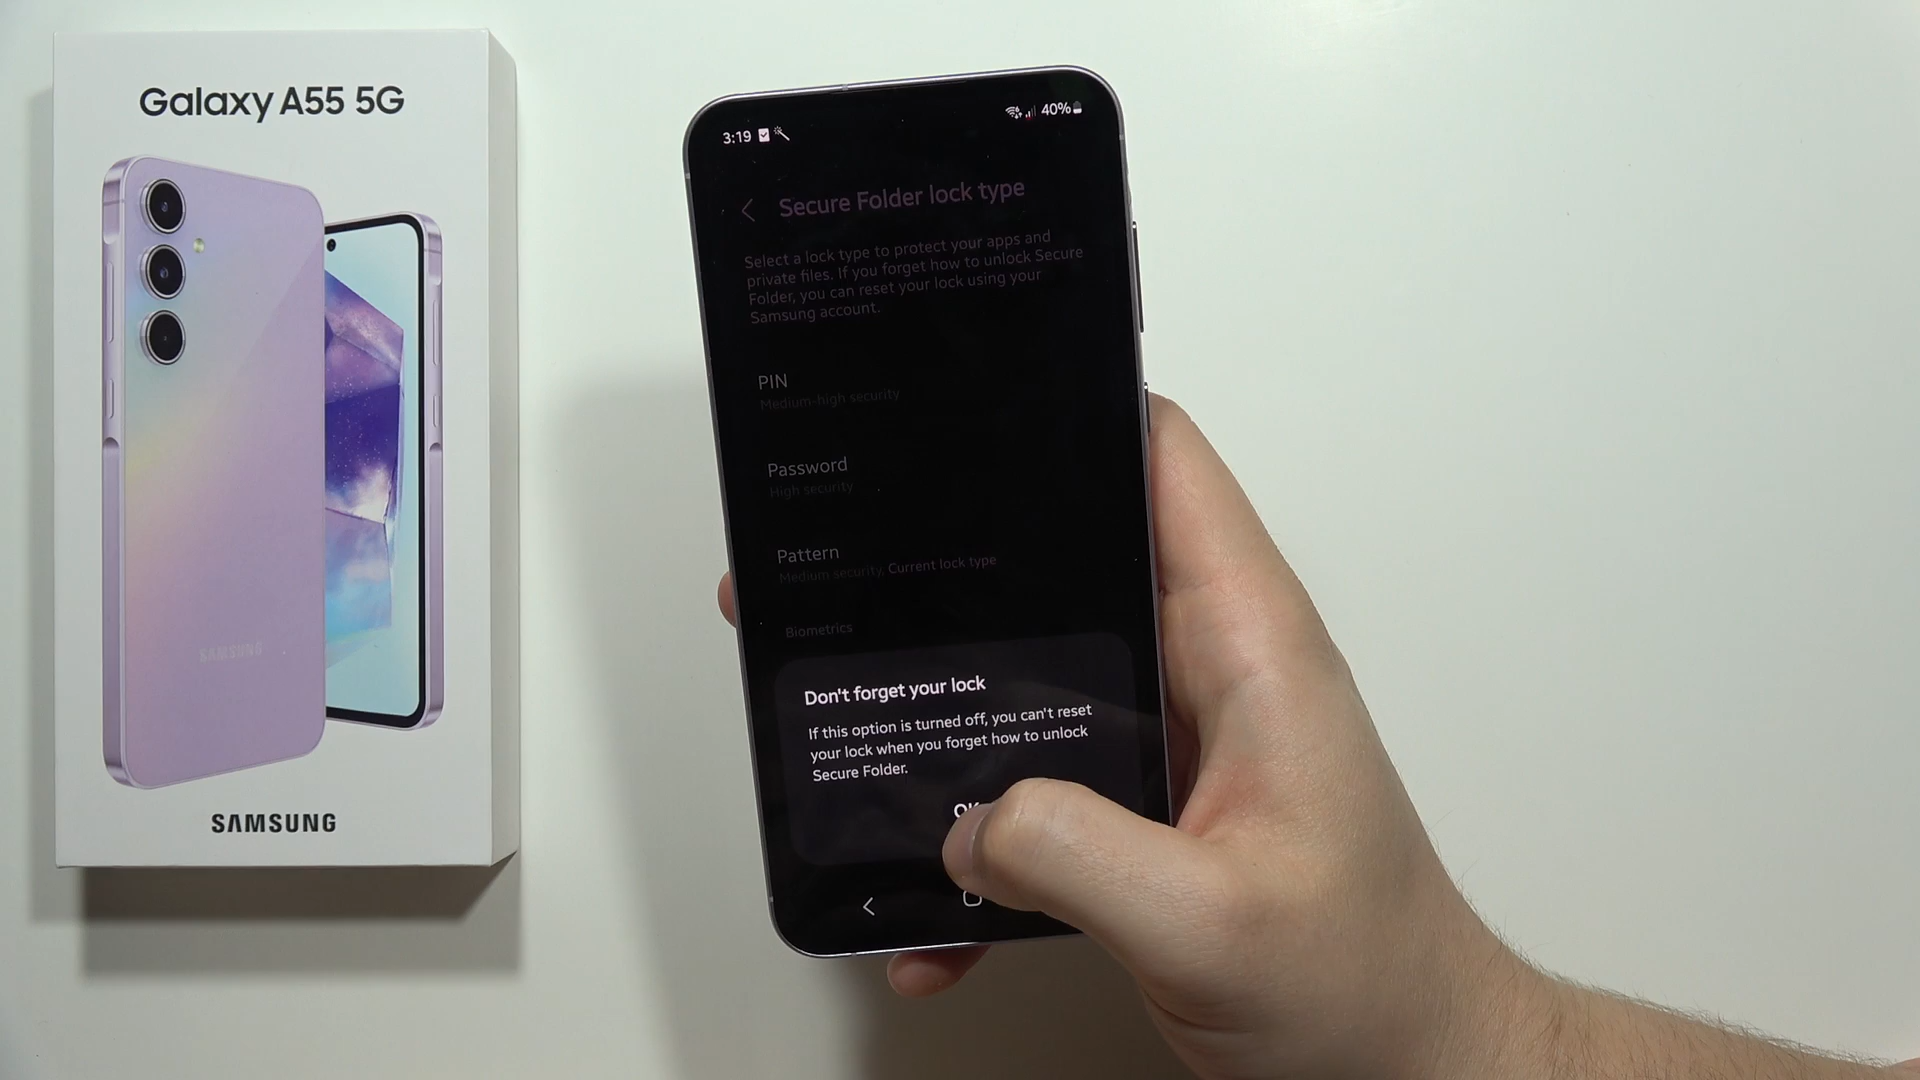 Galaxy A55 5G
SAMSUNG
SAMSUNG
3:19
40%
Secure Folder lock type
Select a lock type to protect your apps and
private files. If you forget how to unlock Secure
Folder, you can reset your lock using your
Samsung account.
PIN
Medium-high security
Password
High security
Pattern
Medium security, Current lock type
Biometrics
Don't forget your lock
If this option is turned off, you can't reset
your lock when you forget how to unlock
Secure Folder.
OK